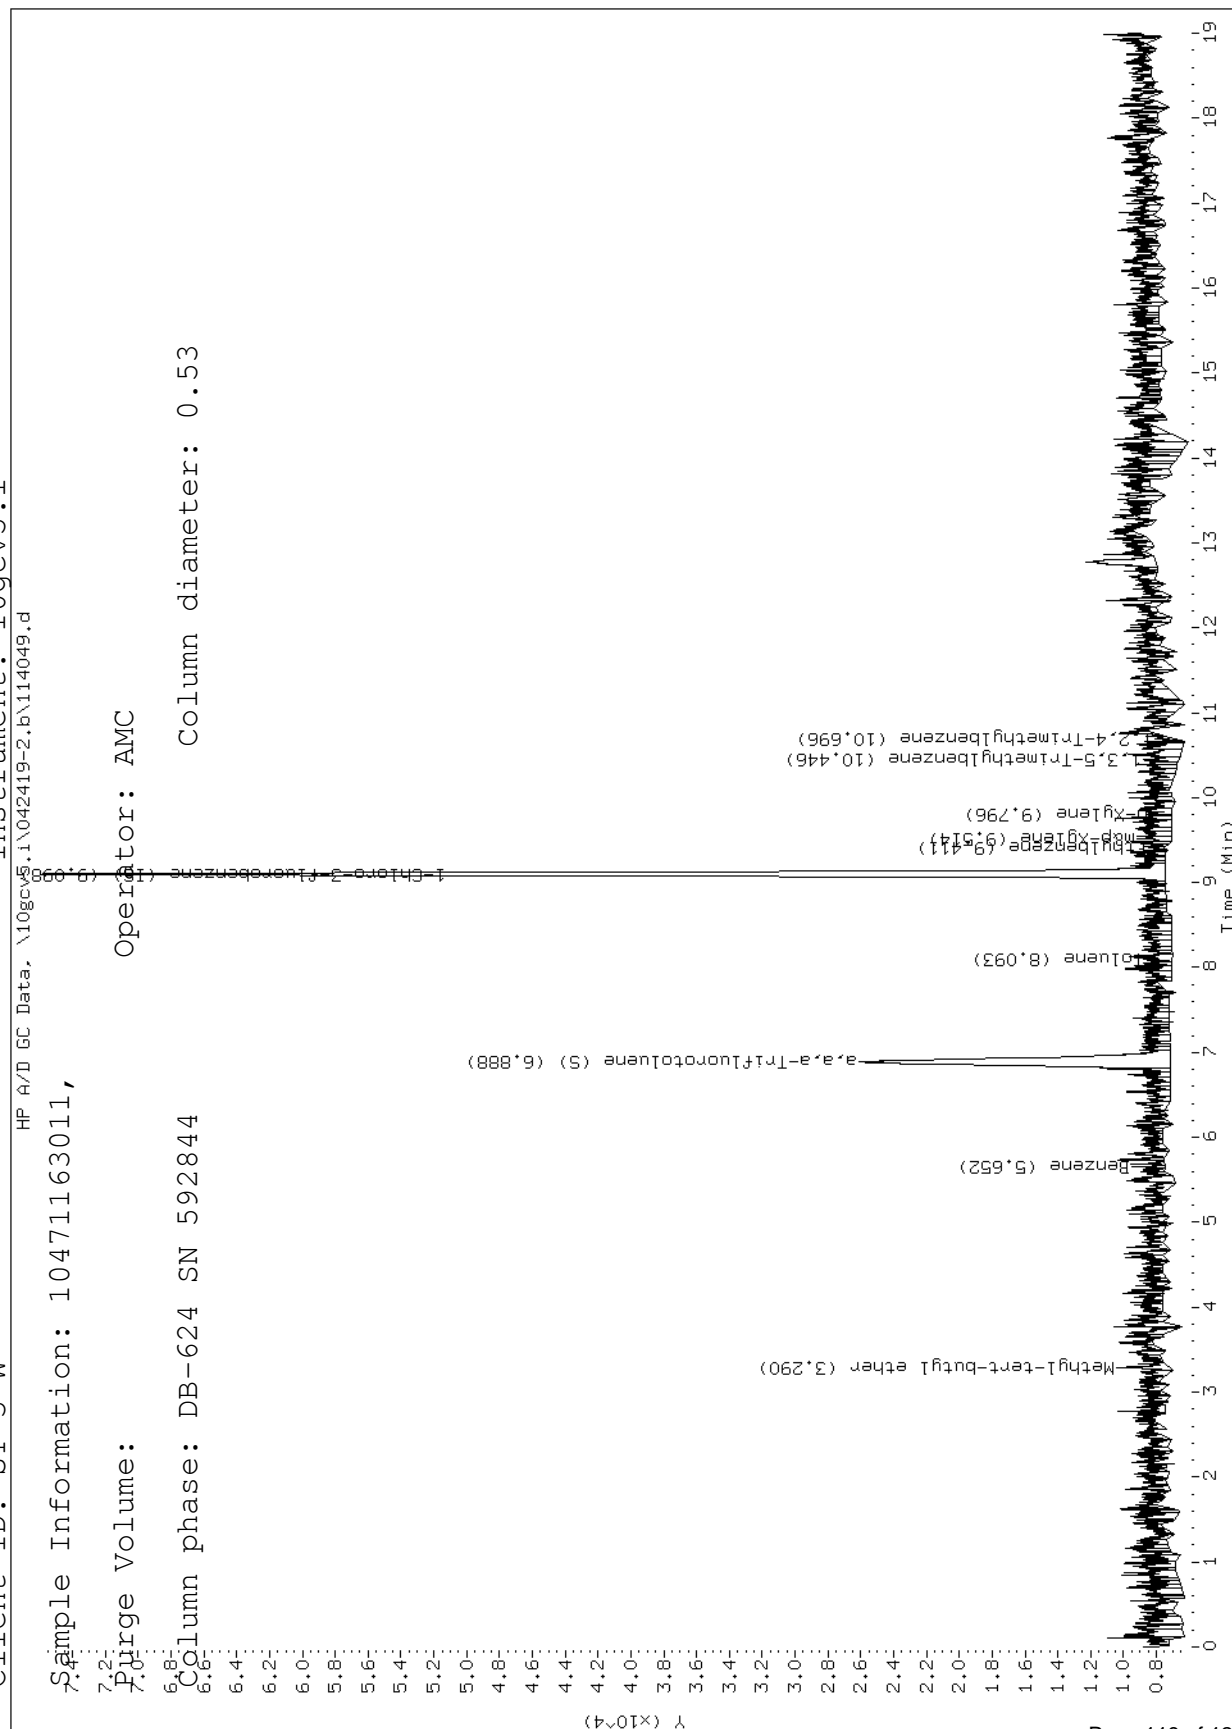 HP A/D GC Data, \10gcv5.i\042419-2.b\114049.d
Sample Information: 10471163011,
Purge Volume:
Operator: AMC
Column phase: DB-624 SN 592844
Column diameter: 0.53
Y (x10^4)
7.4
7.2
7.0
6.8
6.6
6.4
6.2
6.0
5.8
5.6
5.4
5.2
5.0
4.8
4.6
4.4
4.2
4.0
3.8
3.6
3.4
3.2
3.0
2.8
2.6
2.4
2.2
2.0
1.8
1.6
1.4
1.2
1.0
0.8
Methyl-tert-butyl ether (3.290)
Benzene (5.652)
a,a,a-Trifluorotoluene (S) (6.888)
Toluene (8.093)
1-Chloro-3-fluorobenzene (IS) (9.098)
Ethylbenzene (9.411)
m&p-Xylene (9.514)
o-Xylene (9.796)
1,3,5-Trimethylbenzene (10.446)
1,2,4-Trimethylbenzene (10.696)
0 1 2 3 4 5 6 7 8 9 10 11 12 13 14 15 16 17 18 19
Time (Min)